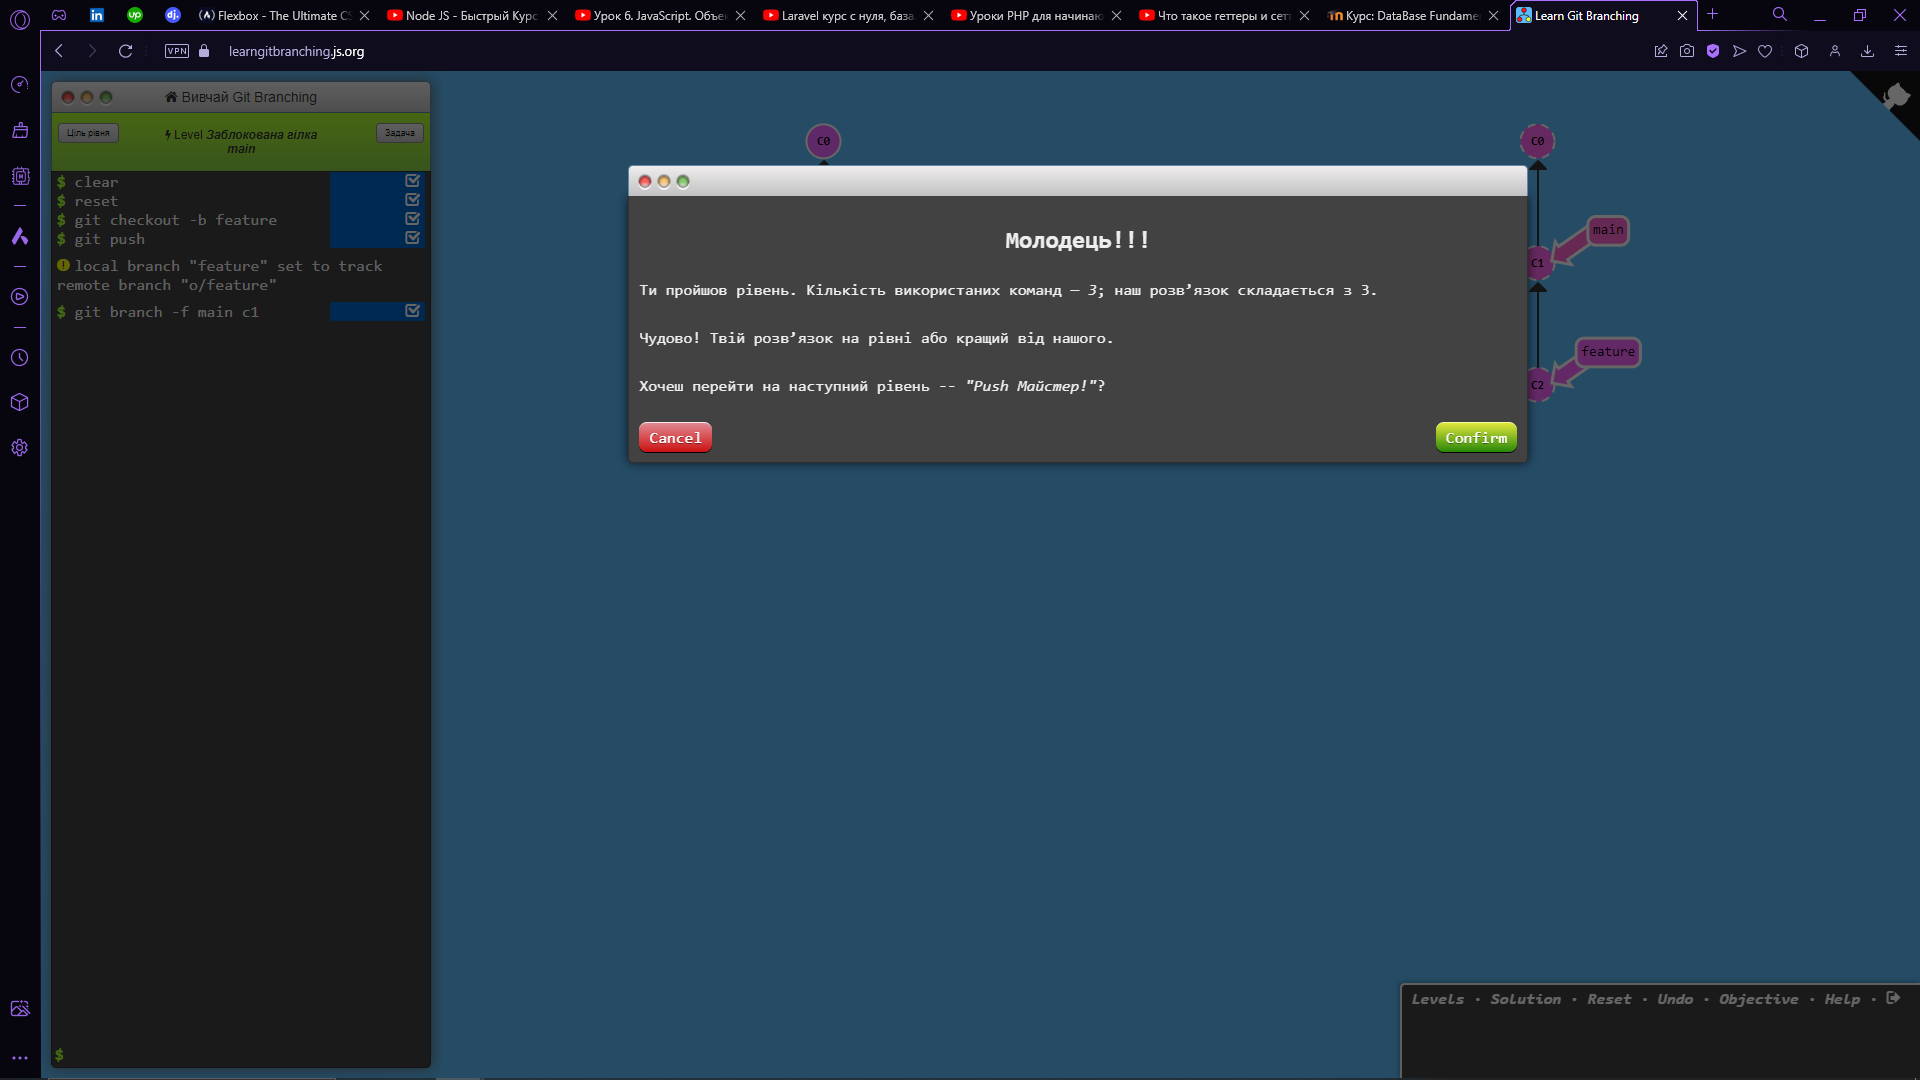 Flexbox - The Ultimate CS
Node JS - Быстрый Курс
Урок 6. JavaScript. Объе
Laravel курс с нуля, база
Уроки PHP для начинаю
Что такое геттеры и сетт
Курс: DataBase Fundame
Learn Git Branching
VPN
learngitbranching.js.org
Вивчай Git Branching
Ціль рівня
Level Заблокована гілка
main
Задача
$ clear
$ reset
$ git checkout -b feature
$ git push
local branch "feature" set to track
remote branch "o/feature"
$ git branch -f main c1
$
C0
Молодець!!!
Ти пройшов рівень. Кількість використаних команд – 3; наш розв’язок складається з 3.
Чудово! Твій розв’язок на рівні або кращий від нашого.
Хочеш перейти на наступний рівень -- "Push Майстер!"?
Cancel
Confirm
C0
main
C1
feature
C2
Levels · Solution · Reset · Undo · Objective · Help ·